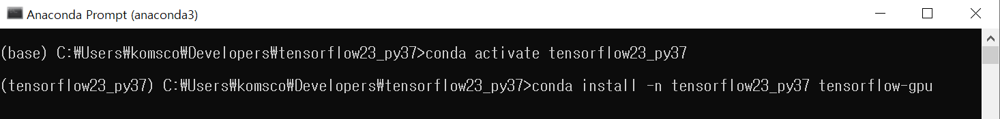 Anaconda Prompt (anaconda3)
(base) C:₩Users₩komsco₩Developers₩tensorflow23_py37>conda activate tensorflow23_py37
(tensorflow23_py37) C:₩Users₩komsco₩Developers₩tensorflow23_py37>conda install -n tensorflow23_py37 tensorflow-gpu